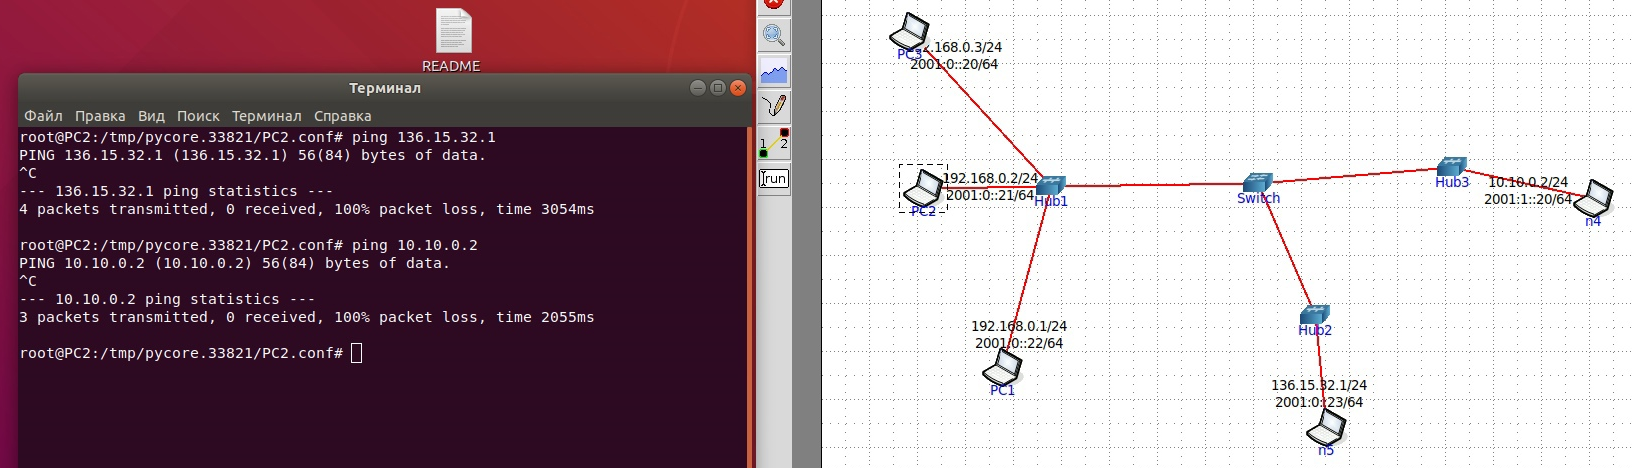 README
Терминал
Файл Правка Вид Поиск Терминал Справка
root@PC2:/tmp/pycore.33821/PC2.conf# ping 136.15.32.1
PING 136.15.32.1 (136.15.32.1) 56(84) bytes of data.
^C
--- 136.15.32.1 ping statistics ---
4 packets transmitted, 0 received, 100% packet loss, time 3054ms
root@PC2:/tmp/pycore.33821/PC2.conf# ping 10.10.0.2
PING 10.10.0.2 (10.10.0.2) 56(84) bytes of data.
^C
--- 10.10.0.2 ping statistics ---
3 packets transmitted, 0 received, 100% packet loss, time 2055ms
root@PC2:/tmp/pycore.33821/PC2.conf#
1 2
run
2.168.0.3/24
PC3
2001:0::20/64
192.168.0.2/24
2001:0::21/64
PC2
Hub1
Switch
Hub3
10.10.0.2/24
2001:1::20/64
n4
192.168.0.1/24
2001:0::22/64
PC1
Hub2
136.15.32.1/24
2001:0::23/64
n5